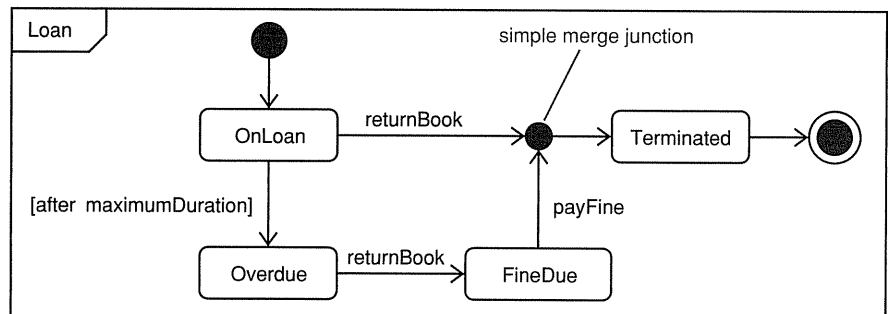 Loan
simple merge junction
returnBook
OnLoan
Terminated
[after maximumDuration]
payFine
returnBook
Overdue
FineDue